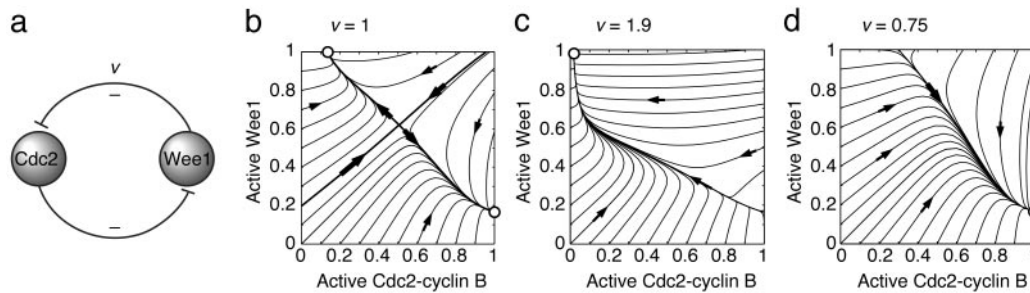 a
v
–
Cdc2
Wee1
–
b
v = 1
Active Wee1
1
0.8
0.6
0.4
0.2
0
0 0.2 0.4 0.6 0.8 1
Active Cdc2-cyclin B
c
v = 1.9
Active Wee1
1
0.8
0.6
0.4
0.2
0
0 0.2 0.4 0.6 0.8 1
Active Cdc2-cyclin B
d
v = 0.75
Active Wee1
1
0.8
0.6
0.4
0.2
0
0 0.2 0.4 0.6 0.8
Active Cdc2-cyclin B